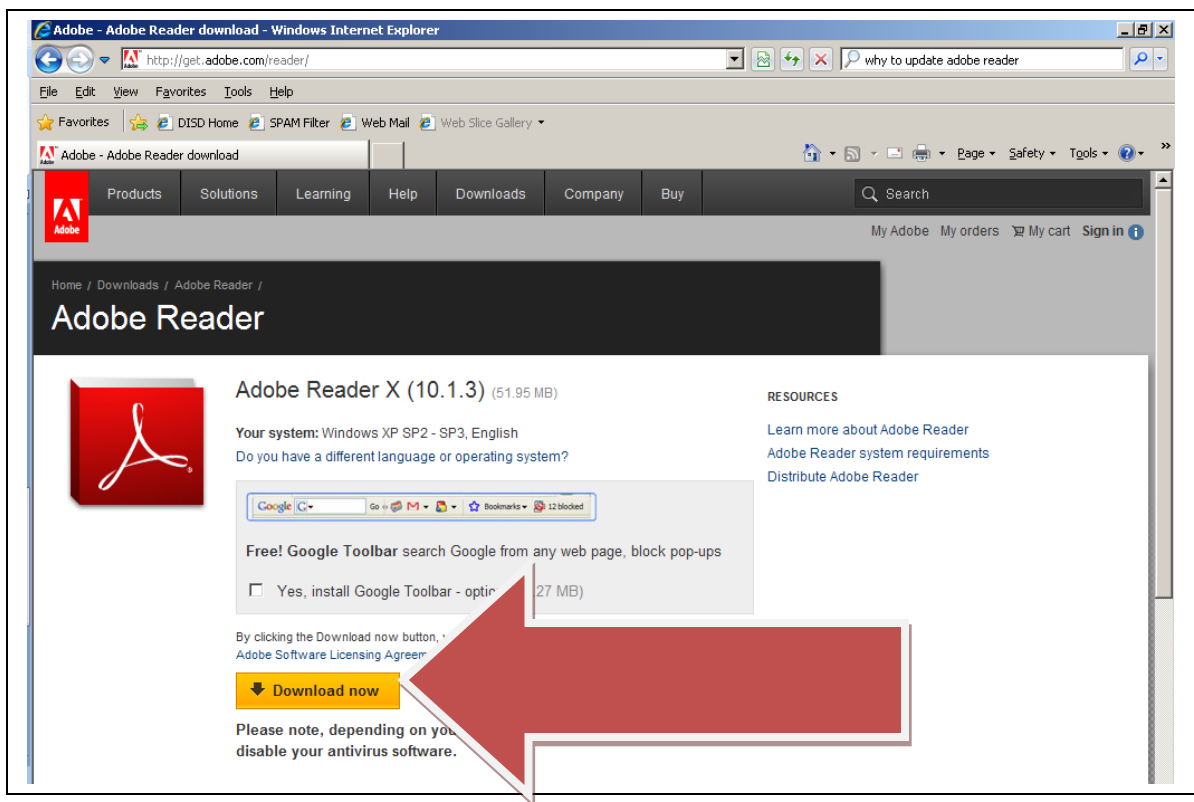 Adobe - Adobe Reader download - Windows Internet Explorer
http://get.adobe.com/reader/ why to update adobe reader
File Edit View Favorites Tools Help
Favorites DISD Home SPAM Filter Web Mail Web Slice Gallery
Adobe - Adobe Reader download Page Safety Tools »
Adobe Products Solutions Learning Help Downloads Company Buy Search
My Adobe My orders My cart Sign in
Home / Downloads / Adobe Reader /
Adobe Reader
Adobe Reader X (10.1.3) (51.95 MB)
Your system: Windows XP SP2 - SP3, English
Do you have a different language or operating system?
Google G Go Bookmarks 12 blocked
Free! Google Toolbar search Google from any web page, block pop-ups
Yes, install Google Toolbar - 27 MB)
By clicking the Download now button,
Adobe Software Licensing
Download now
Please note, depending on
disable your antivirus software.
RESOURCES
Learn more about Adobe Reader
Adobe Reader system requirements
Distribute Adobe Reader